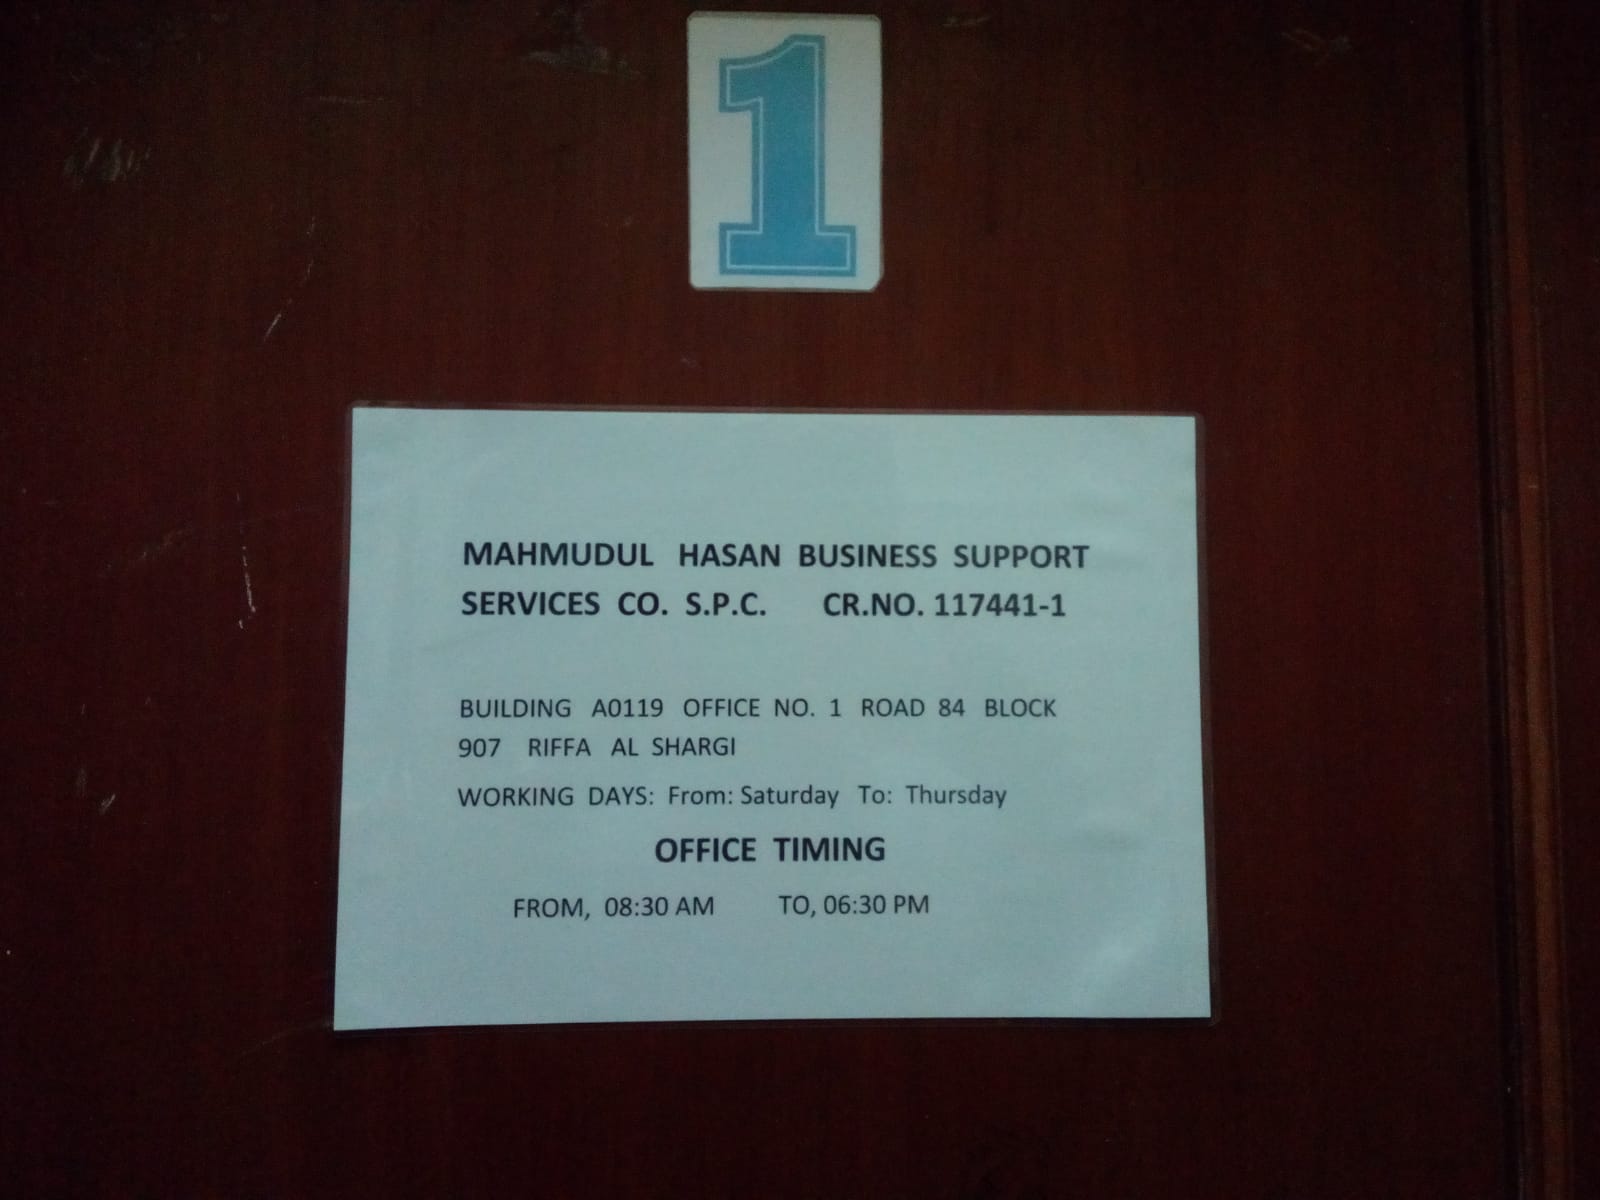 1
MAHMUDUL HASAN BUSINESS SUPPORT
SERVICES CO. S.P.C. CR.NO. 117441-1
BUILDING A0119 OFFICE NO. 1 ROAD 84 BLOCK
907 RIFFA AL SHARGI
WORKING DAYS: From: Saturday To: Thursday
OFFICE TIMING
FROM, 08:30 AM TO, 06:30 PM